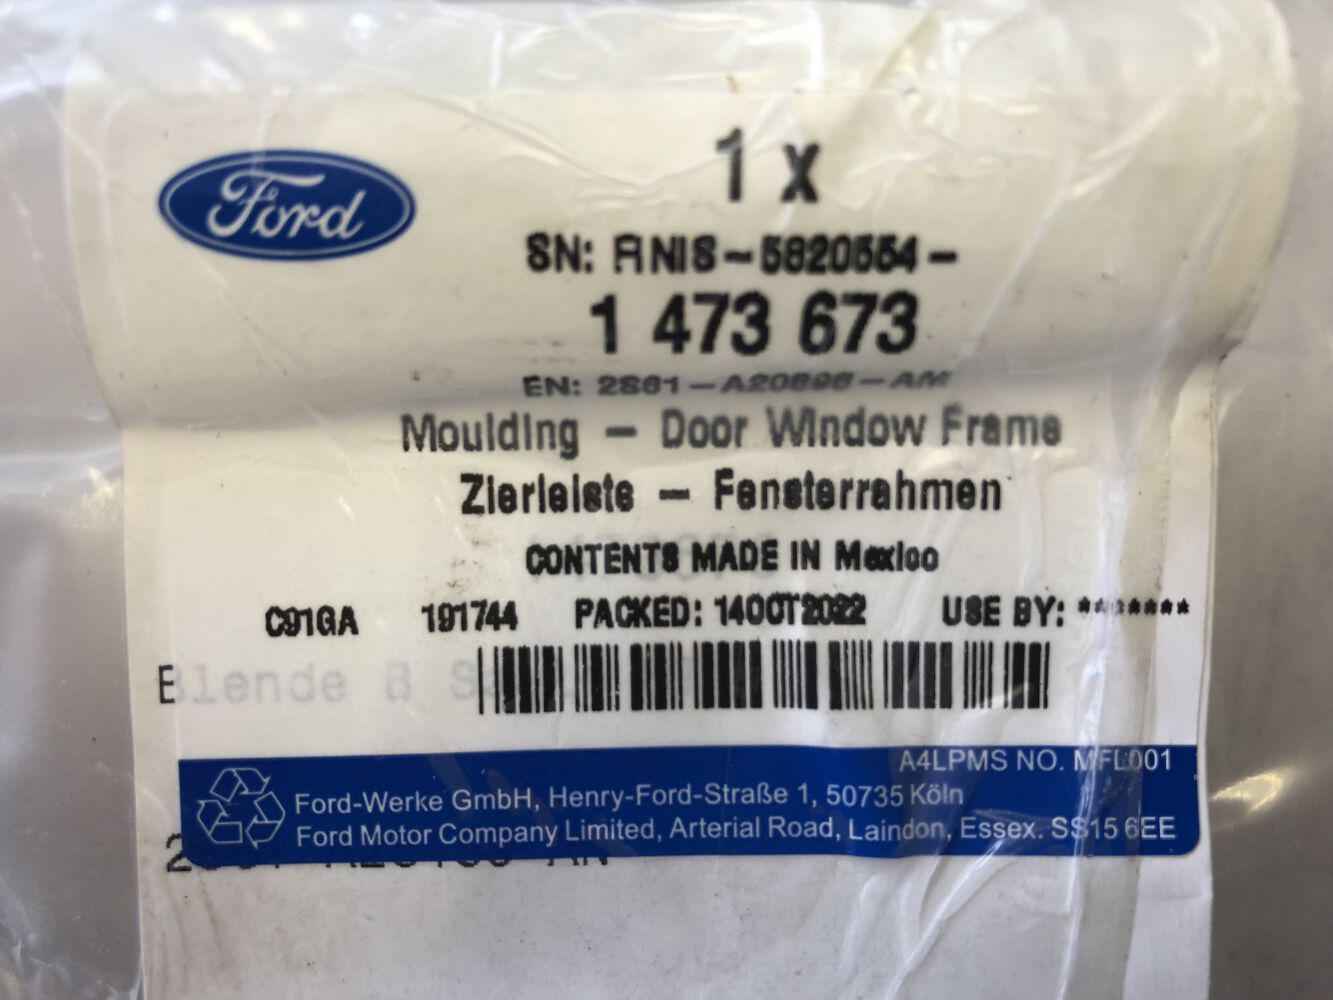 Ford
1 x
SN: FINIS-5820554-
1 473 673
EN: 2S61-A20898-AM
Moulding - Door Window Frame
Zierleiste - Fensterrahmen
CONTENTS MADE IN Mexico
C91GA 191744 PACKED: 14OCT2022 USE BY: *******
Blende B
A4LPMS NO. MFL001
Ford-Werke GmbH, Henry-Ford-Straße 1, 50735 Köln
Ford Motor Company Limited, Arterial Road, Laindon, Essex. SS15 6EE